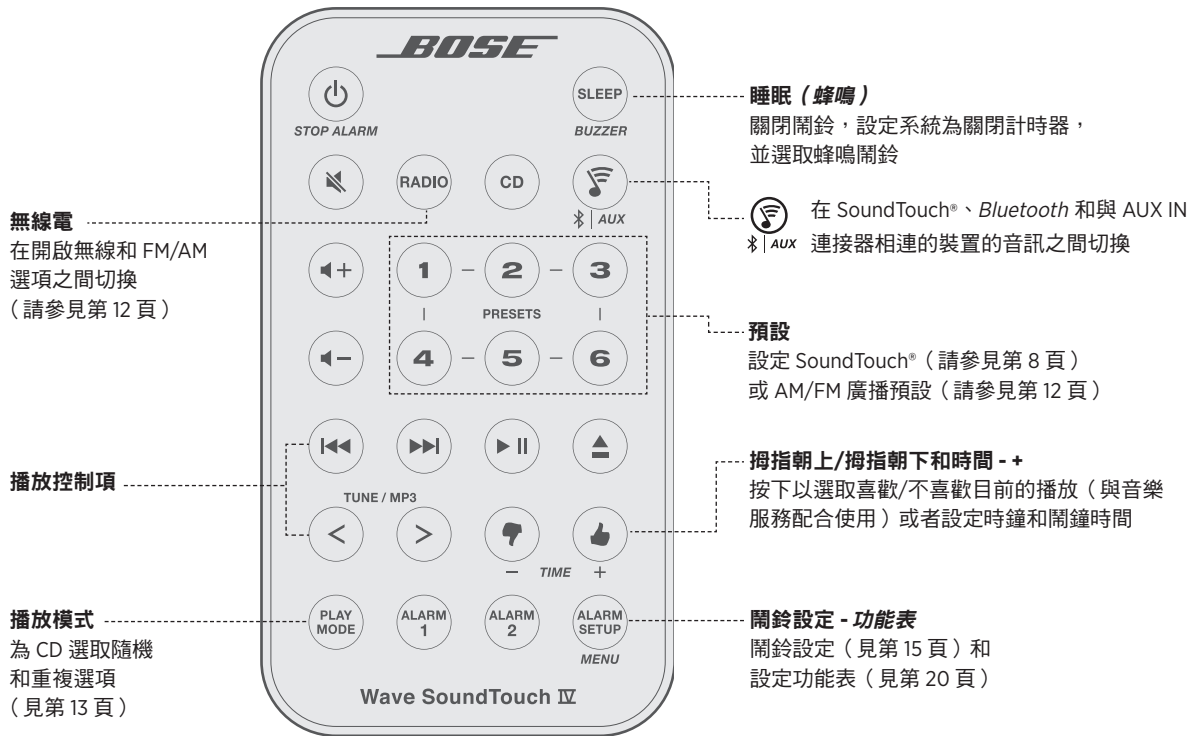 BOSE
STOP ALARM
SLEEP
BUZZER
RADIO
CD
AUX
1 - 2 - 3
PRESETS
4 - 5 - 6
TUNE / MP3
< >
− TIME +
PLAY
MODE
ALARM
1
ALARM
2
ALARM
SETUP
MENU
Wave SoundTouch IV
無線電
在開啟無線和 FM/AM
選項之間切換
（請參見第 12 頁）
播放控制項
播放模式
為 CD 選取隨機
和重複選項
（見第 13 頁）
睡眠（蜂鳴）
關閉鬧鈴，設定系統為關閉計時器，
並選取蜂鳴鬧鈴
在 SoundTouch®、Bluetooth 和與 AUX IN
AUX 連接器相連的裝置的音訊之間切換
預設
設定 SoundTouch®（請參見第 8 頁）
或 AM/FM 廣播預設（請參見第 12 頁）
拇指朝上/拇指朝下和時間 - +
按下以選取喜歡/不喜歡目前的播放（與音樂
服務配合使用）或者設定時鐘和鬧鐘時間
鬧鈴設定 - 功能表
鬧鈴設定（見第 15 頁）和
設定功能表（見第 20 頁）